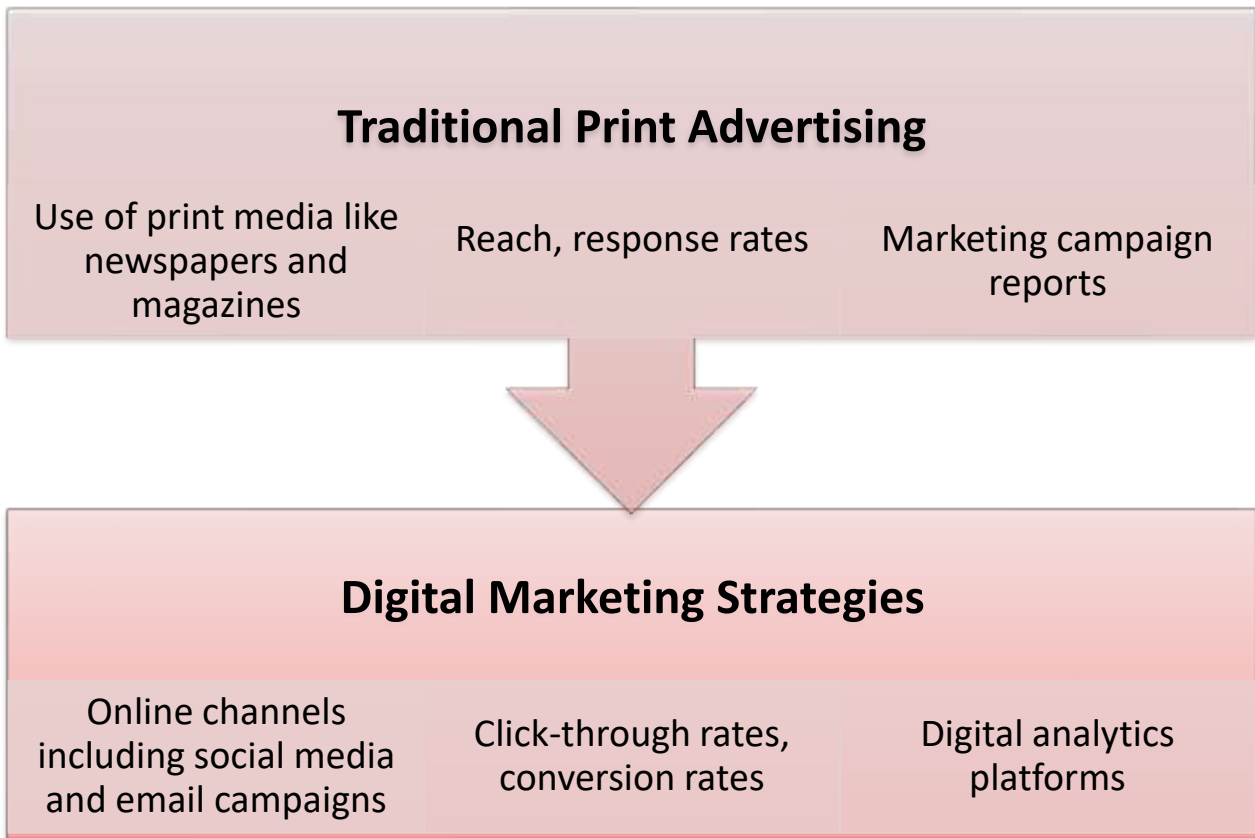 Traditional Print Advertising
Use of print media like
newspapers and
magazines
Reach, response rates
Marketing campaign
reports
Digital Marketing Strategies
Online channels
including social media
and email campaigns
Click-through rates,
conversion rates
Digital analytics
platforms